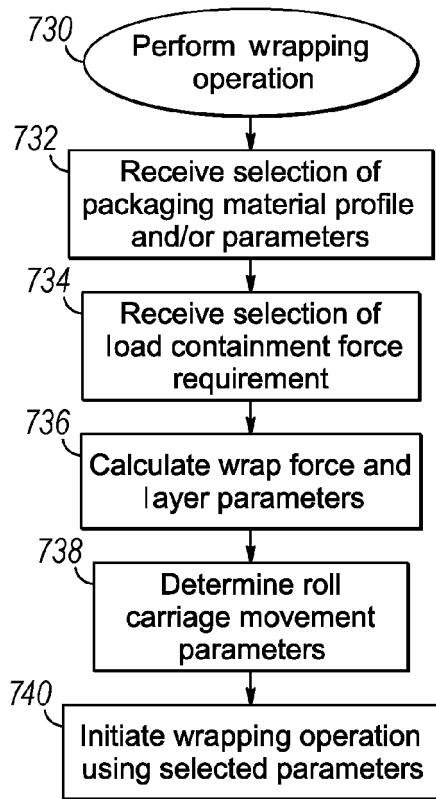 730
Perform wrapping
operation
732
Receive selection of
packaging material profile
and/or parameters
734
Receive selection of
load containment force
requirement
736
Calculate wrap force and
layer parameters
738
Determine roll
carriage movement
parameters
740
Initiate wrapping operation
using selected parameters